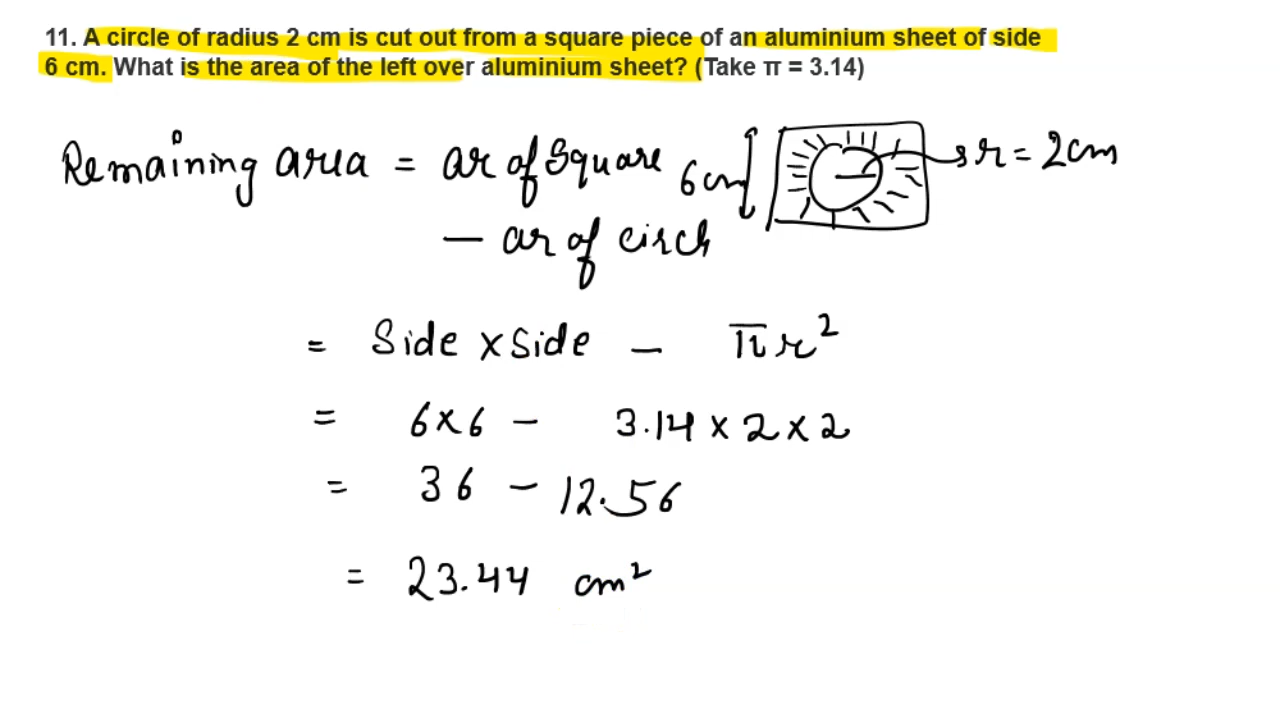 11. A circle of radius 2 cm is cut out from a square piece of an aluminium sheet of side
6 cm. What is the area of the left over aluminium sheet? (Take π = 3.14)
Remaining area = ar of Square 6cm r = 2cm
— ar of circle
= Side × Side — πr²
= 6×6 — 3.14 × 2 × 2
= 36 — 12.56
= 23.44 cm²